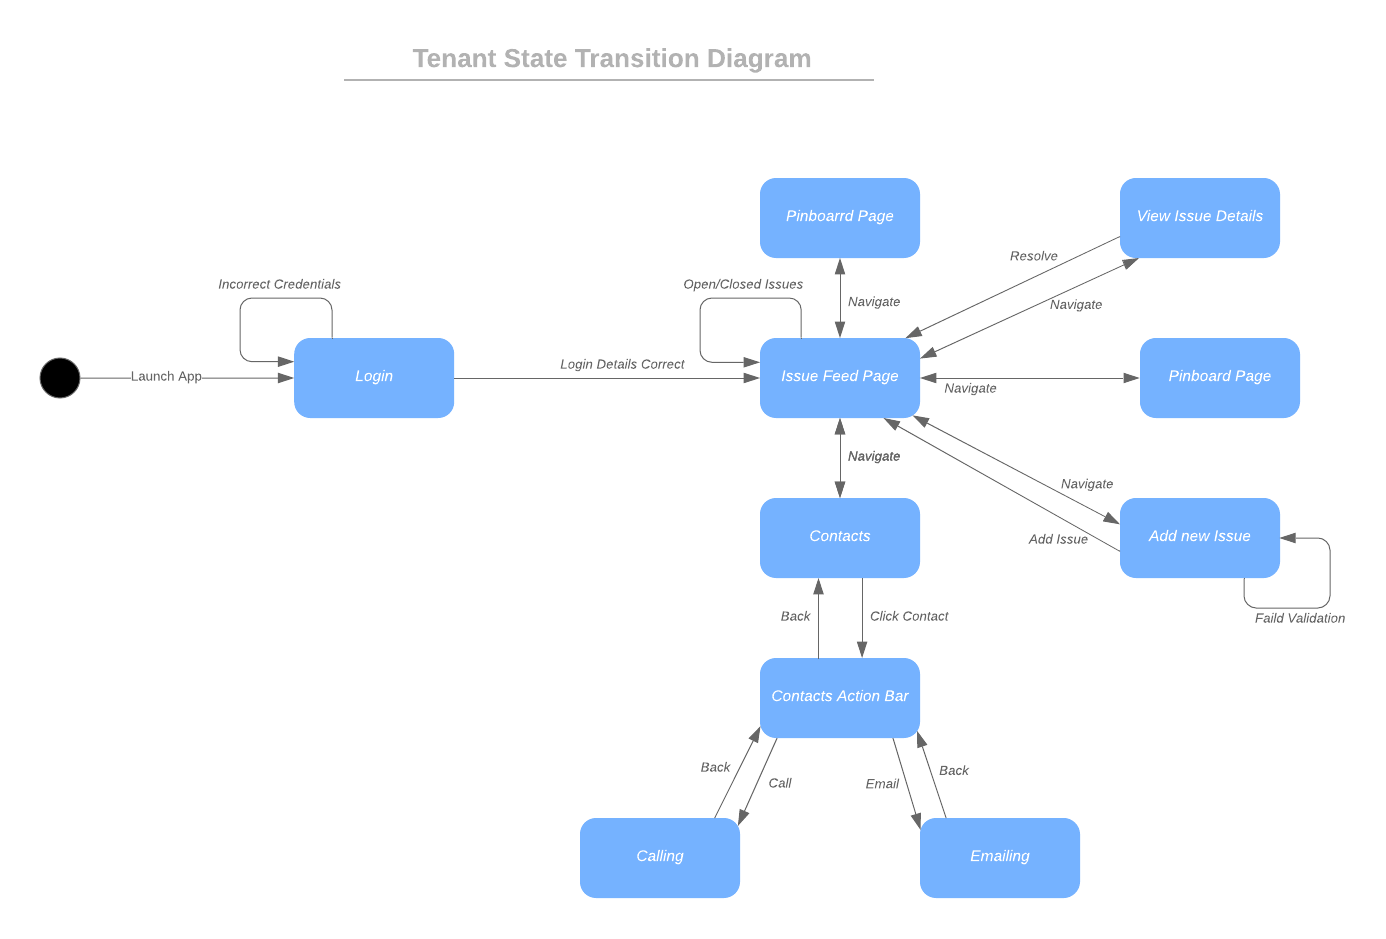 Tenant State Transition Diagram
Pinboarrd Page
View Issue Details
Resolve
Incorrect Credentials
Open/Closed Issues
Navigate
Navigate
Login Details Correct
Launch App
Login
Issue Feed Page
Navigate
Pinboard Page
Navigate
Navigate
Contacts
Add new Issue
Add Issue
Back
Click Contact
Faild Validation
Contacts Action Bar
Back
Call
Email
Back
Calling
Emailing